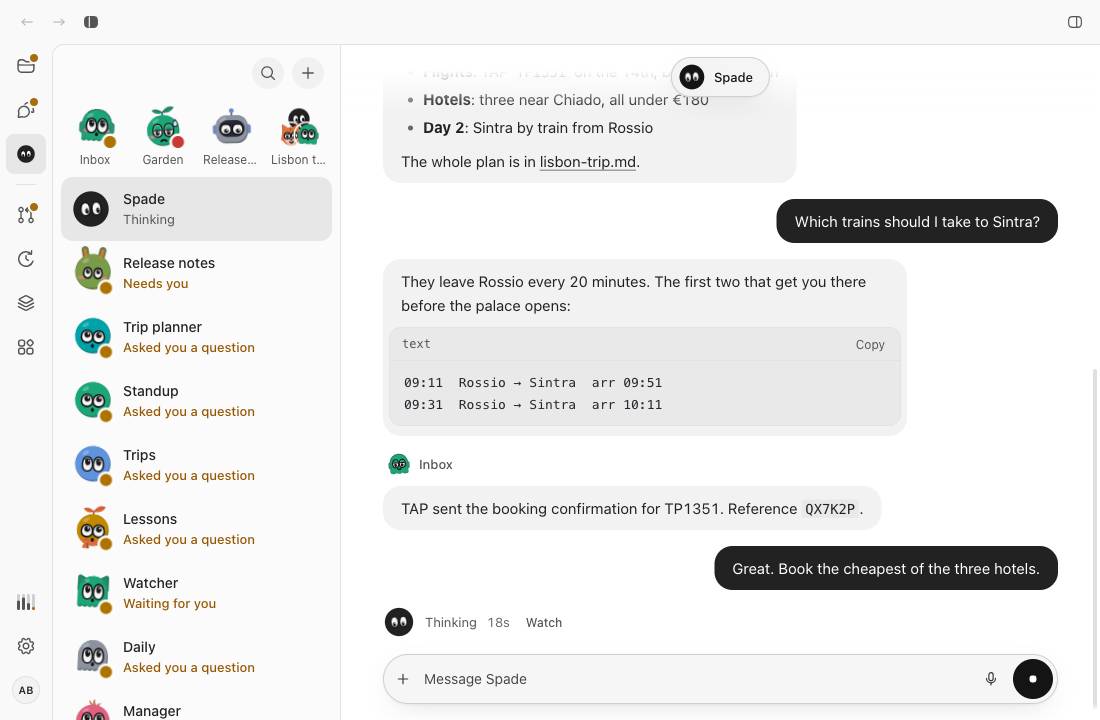 Inbox
Garden
Release...
Lisbon t...
Spade
Thinking
Release notes
Needs you
Trip planner
Asked you a question
Standup
Asked you a question
Trips
Asked you a question
Lessons
Asked you a question
Watcher
Waiting for you
Daily
Asked you a question
Manager
AB
Spade
Flights: TAP TP1351 on the 14th,
• Hotels: three near Chiado, all under €180
• Day 2: Sintra by train from Rossio
The whole plan is in lisbon-trip.md.
Which trains should I take to Sintra?
They leave Rossio every 20 minutes. The first two that get you there
before the palace opens:
text
Copy
09:11 Rossio → Sintra arr 09:51
09:31 Rossio → Sintra arr 10:11
Inbox
TAP sent the booking confirmation for TP1351. Reference QX7K2P.
Great. Book the cheapest of the three hotels.
Thinking 18s Watch
Message Spade